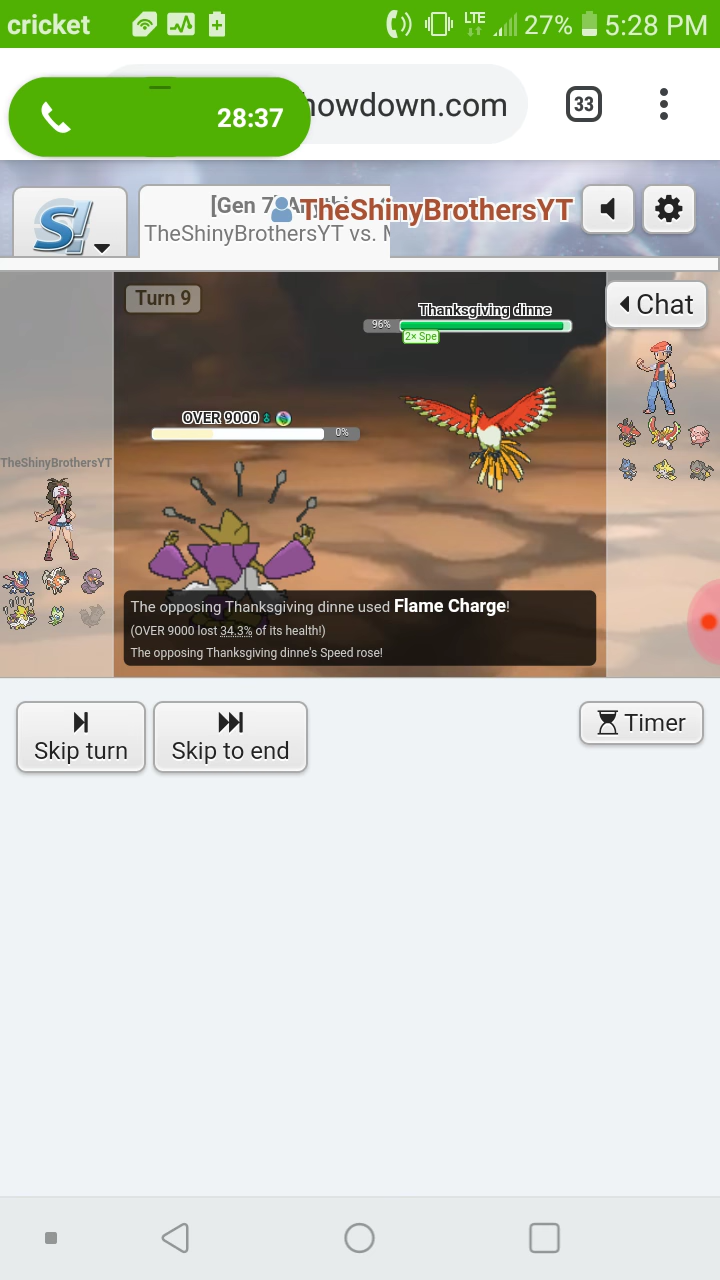 cricket
LTE
27%
5:28 PM
28:37
howdown.com
33
[Gen 7]
TheShinyBrothersYT
TheShinyBrothersYT vs.
Turn 9
Chat
Thanksgiving dinne
96%
2× Spe
OVER 9000
0%
TheShinyBrothersYT
The opposing Thanksgiving dinne used Flame Charge!
(OVER 9000 lost 34.3% of its health!)
The opposing Thanksgiving dinne's Speed rose!
Skip turn
Skip to end
Timer